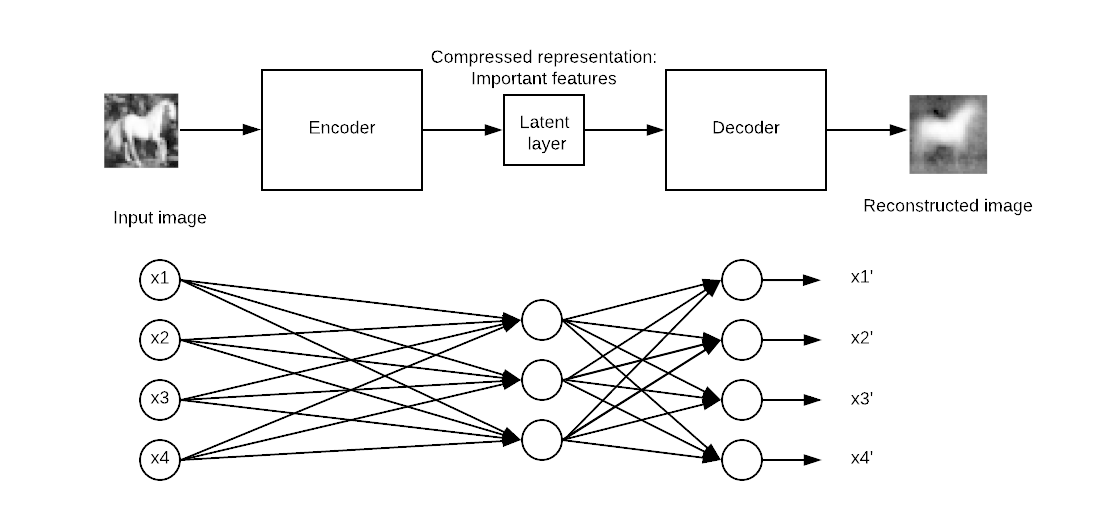 Compressed representation:
Important features
Encoder
Latent
layer
Decoder
Input image
Reconstructed image
x1
x1'
x2
x2'
x3
x3'
x4
x4'